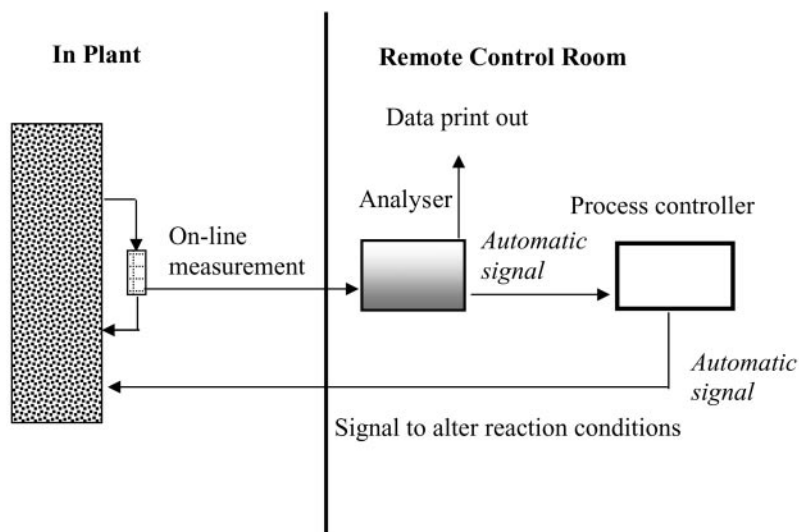 In Plant
Remote Control Room
Data print out
Analyser
Process controller
On-line
measurement
Automatic
signal
Automatic
signal
Signal to alter reaction conditions